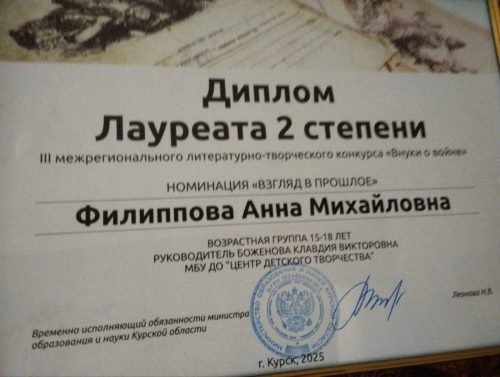 Диплом
Лауреата 2 степени
III межрегионального литературно-творческого конкурса «Внуки о войне»
НОМИНАЦИЯ «ВЗГЛЯД В ПРОШЛОЕ»
Филиппова Анна Михайловна
ВОЗРАСТНАЯ ГРУППА 15-18 ЛЕТ
РУКОВОДИТЕЛЬ БОЖЕНОВА КЛАВДИЯ ВИКТОРОВНА
МБУ ДО "ЦЕНТР ДЕТСКОГО ТВОРЧЕСТВА"
Временно исполняющий обязанности министра
образования и науки Курской области
Леонова Н.В.
г. Курск, 2025